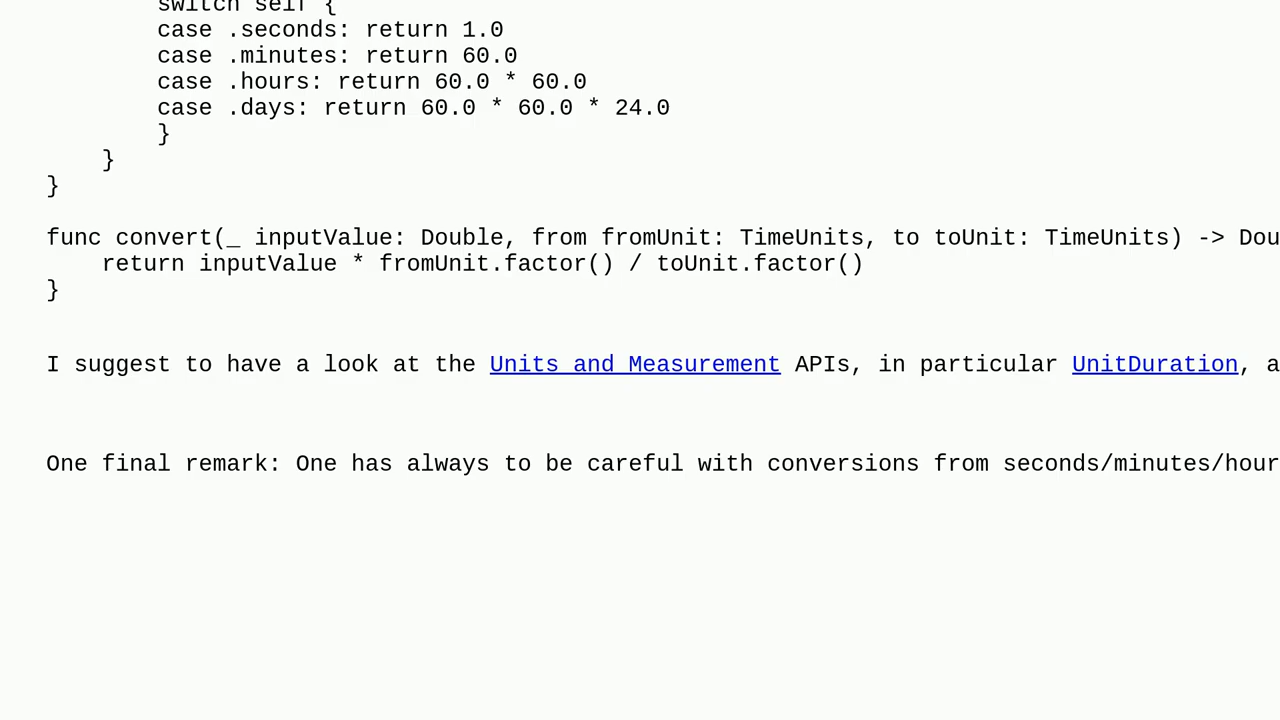 switch self {
case .seconds: return 1.0
case .minutes: return 60.0
case .hours: return 60.0 * 60.0
case .days: return 60.0 * 60.0 * 24.0
}
}
}
func convert(_ inputValue: Double, from fromUnit: TimeUnits, to toUnit: TimeUnits) -> Dou
return inputValue * fromUnit.factor() / toUnit.factor()
}
I suggest to have a look at the Units and Measurement APIs, in particular UnitDuration, a
One final remark: One has always to be careful with conversions from seconds/minutes/hour